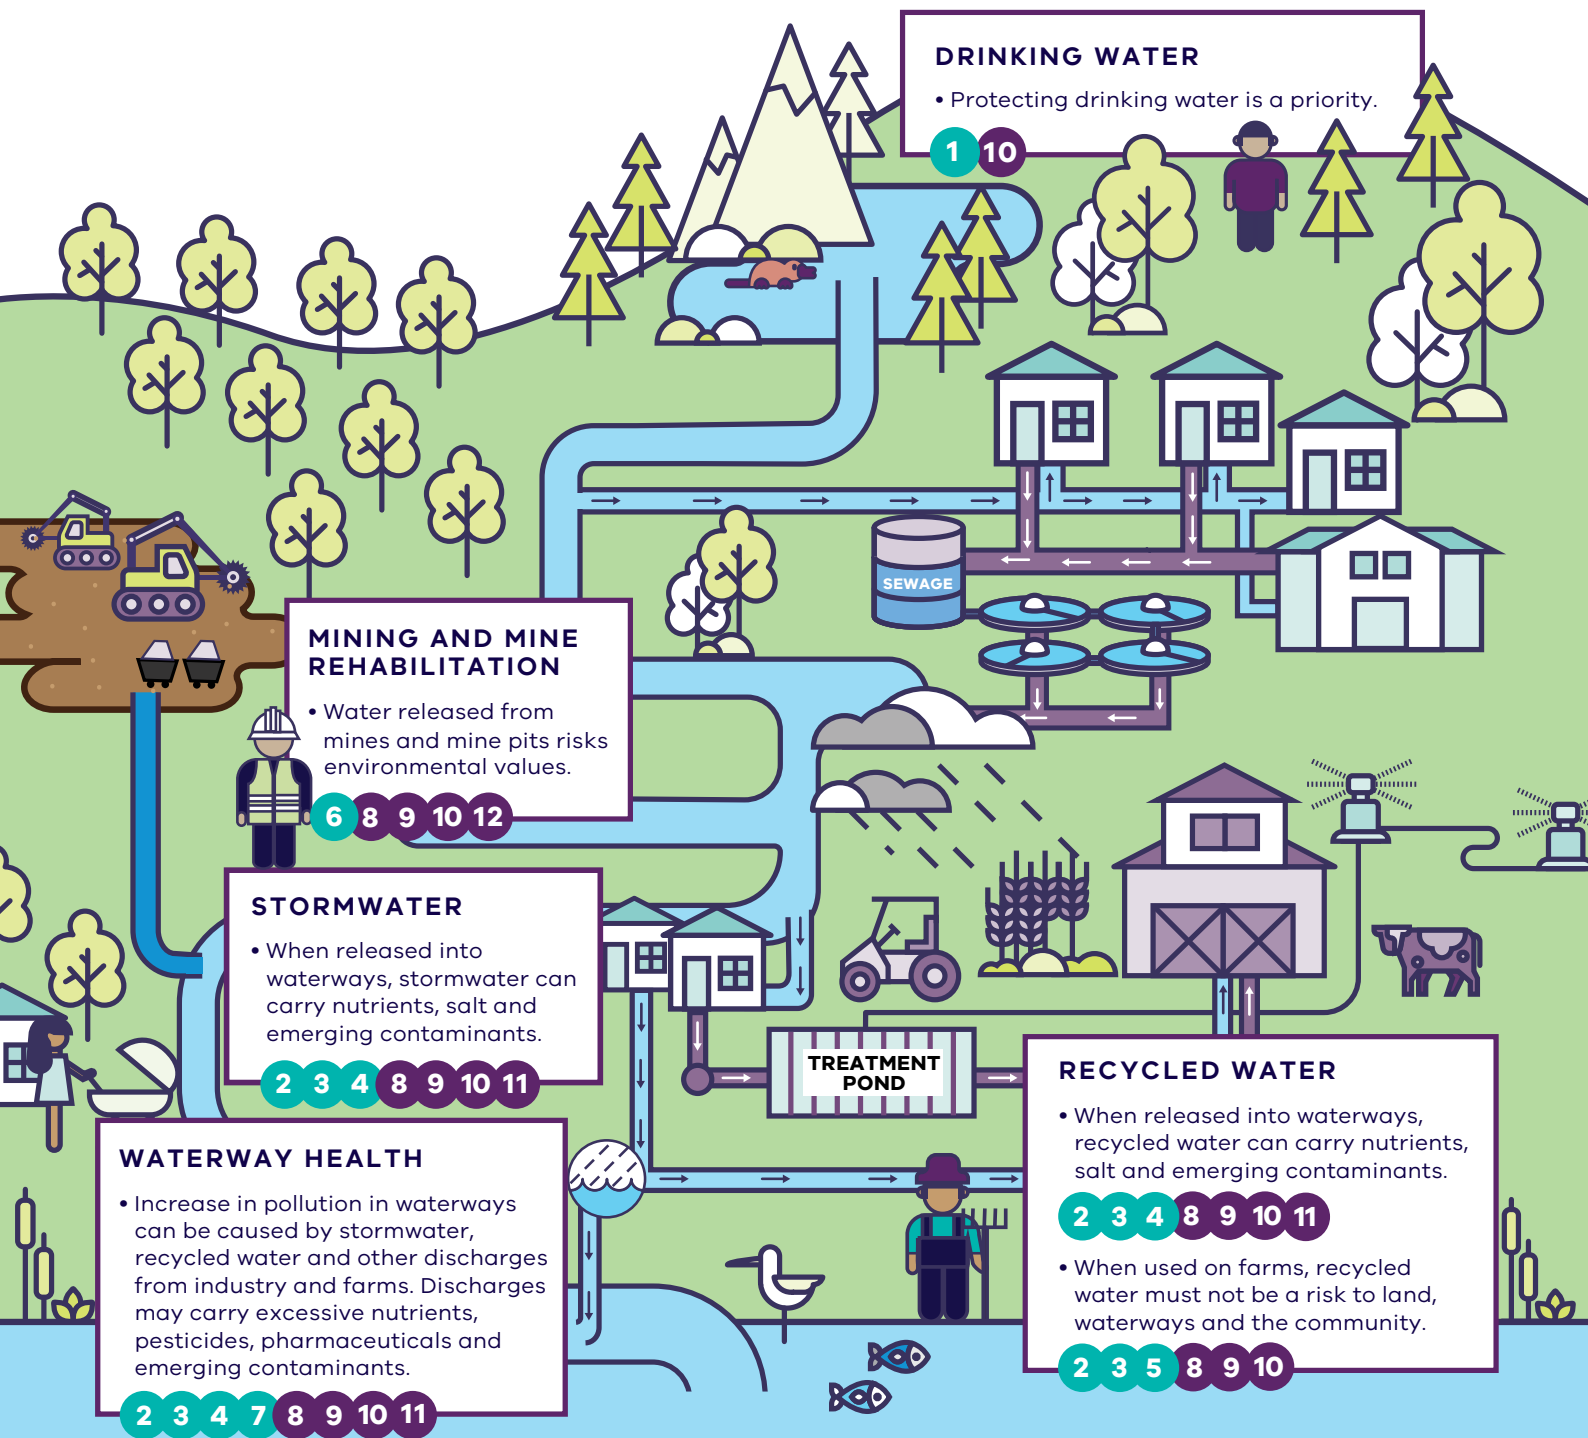 DRINKING WATER
• Protecting drinking water is a priority.
1 10
SEWAGE
MINING AND MINE
REHABILITATION
• Water released from
mines and mine pits risks
environmental values.
6 8 9 10 12
STORMWATER
• When released into
waterways, stormwater can
carry nutrients, salt and
emerging contaminants.
2 3 4 8 9 10 11
TREATMENT
POND
RECYCLED WATER
• When released into waterways,
recycled water can carry nutrients,
salt and emerging contaminants.
2 3 4 8 9 10 11
• When used on farms, recycled
water must not be a risk to land,
waterways and the community.
2 3 5 8 9 10
WATERWAY HEALTH
• Increase in pollution in waterways
can be caused by stormwater,
recycled water and other discharges
from industry and farms. Discharges
may carry excessive nutrients,
pesticides, pharmaceuticals and
emerging contaminants.
2 3 4 7 8 9 10 11